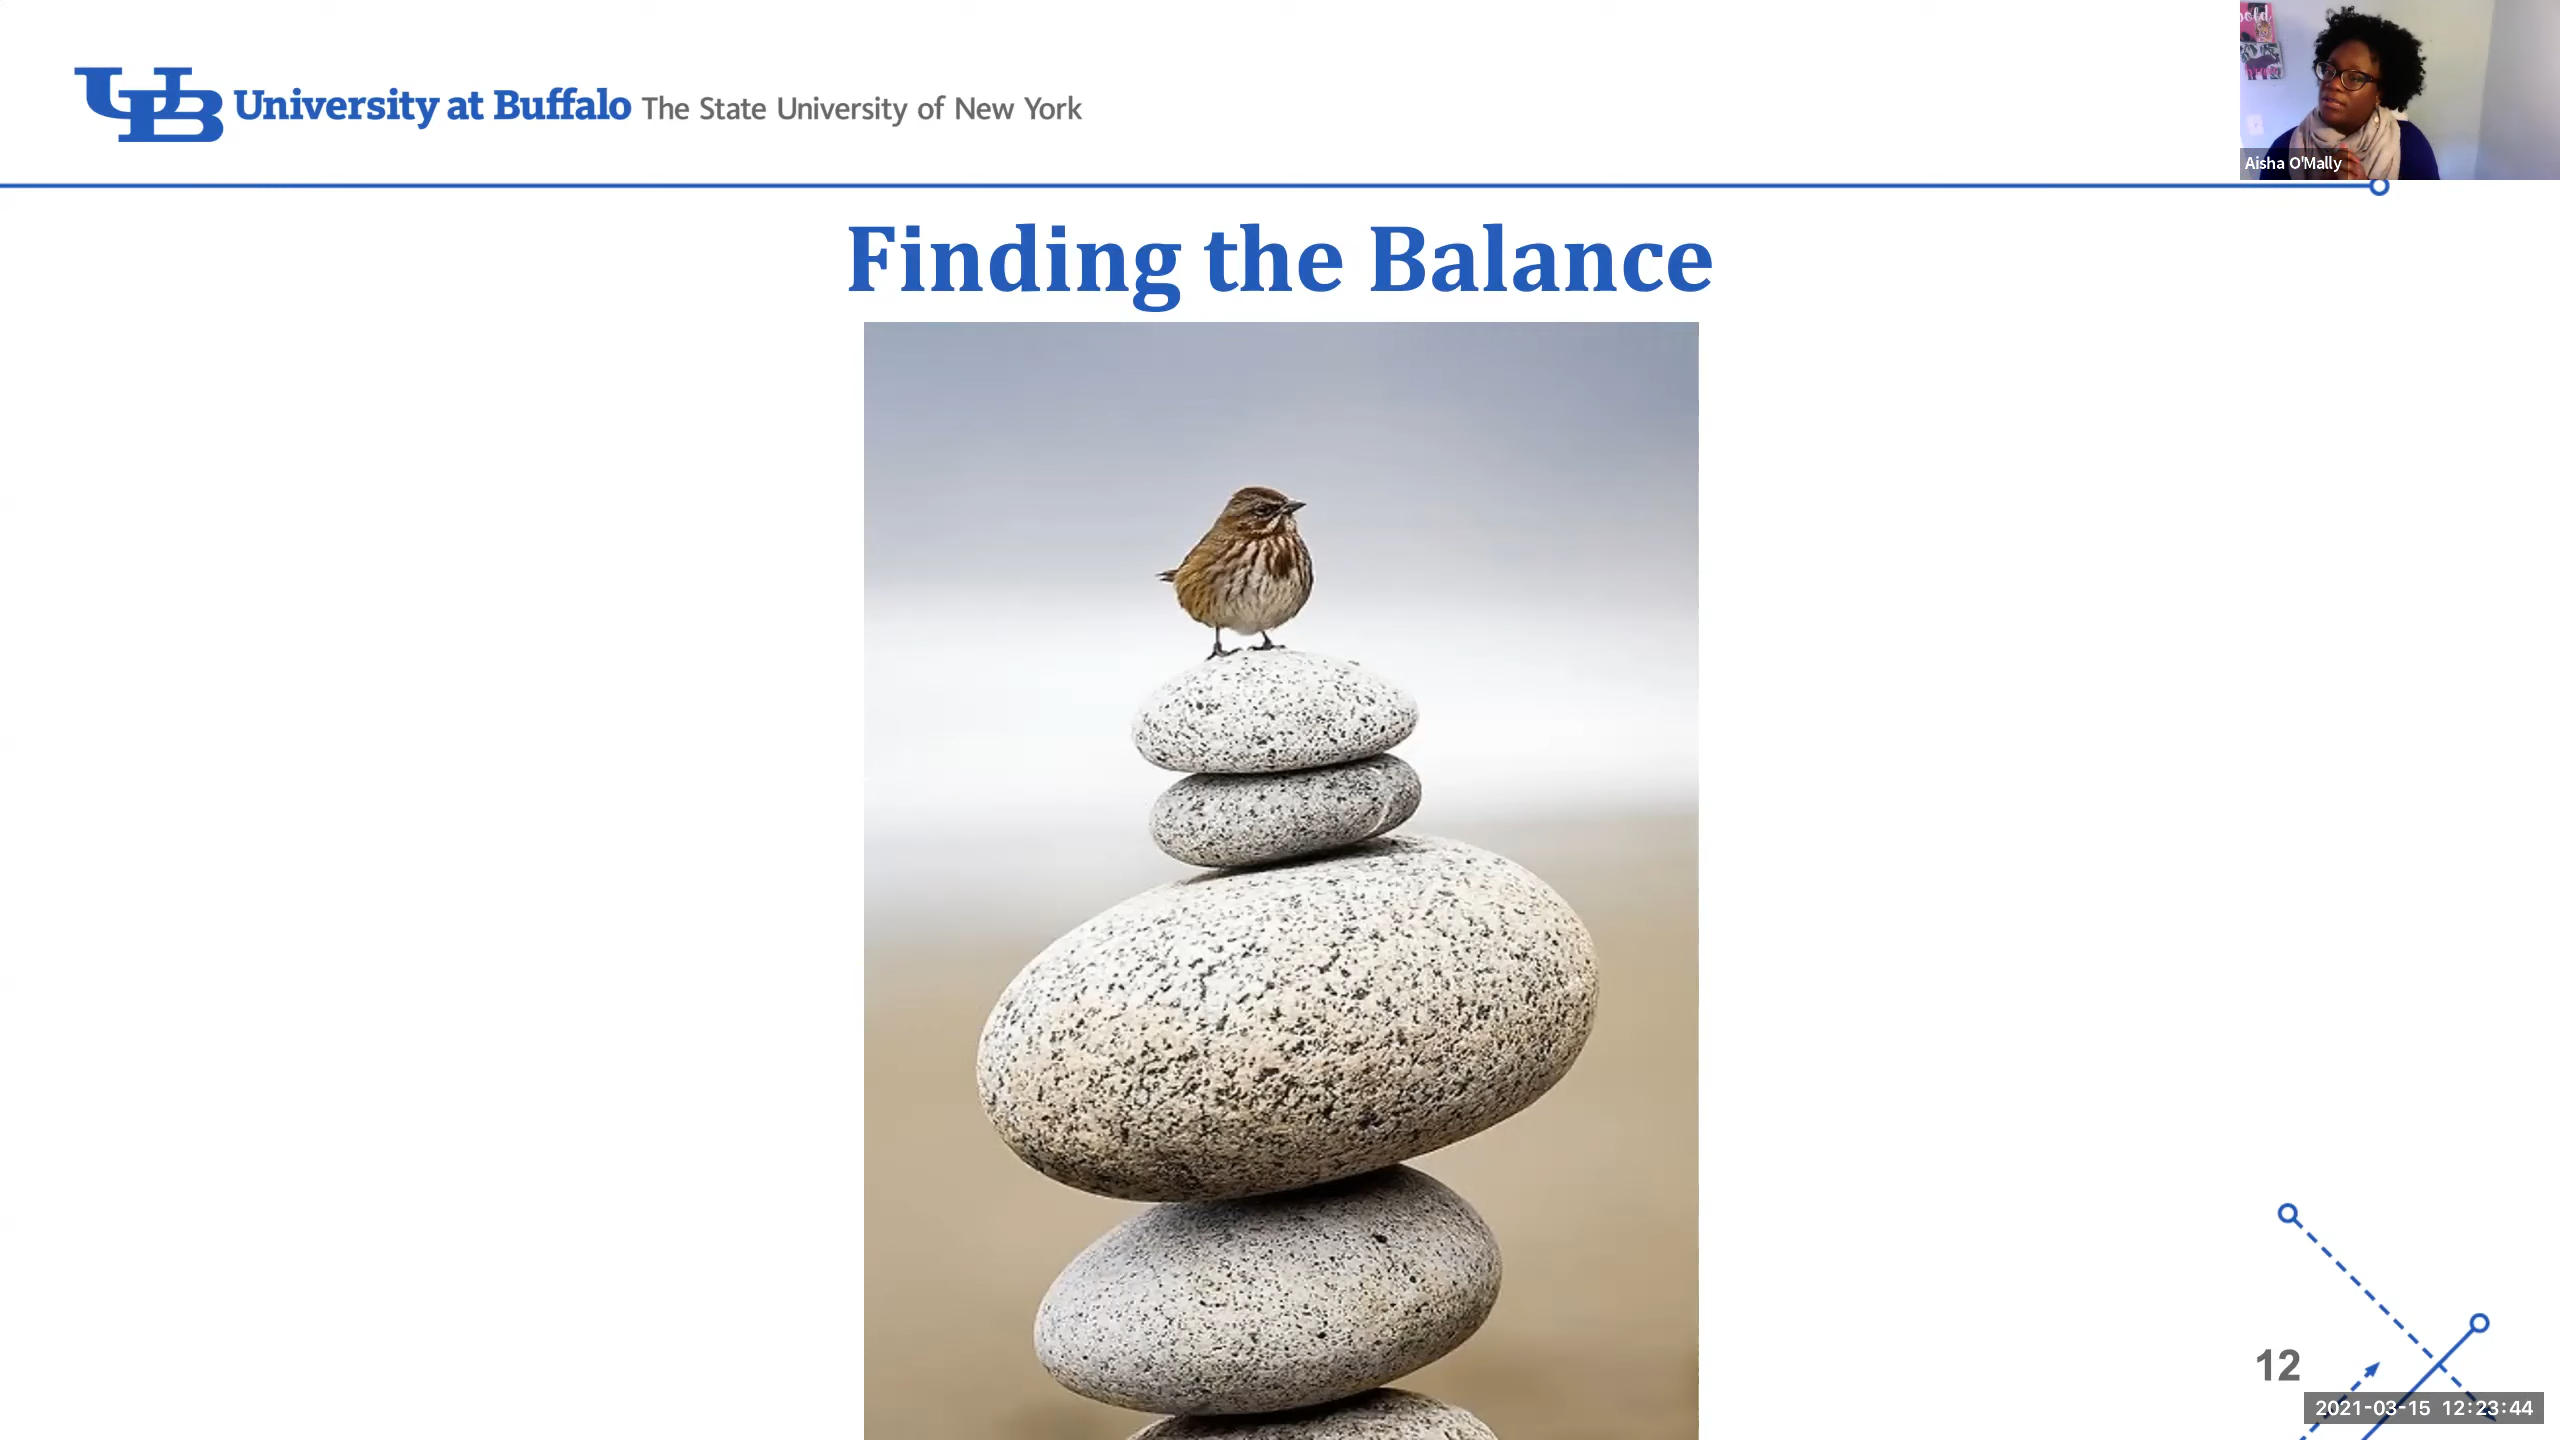 UB University at Buffalo The State University of New York
Aisha O'Mally
Finding the Balance
12
2021-03-15 12:23:44